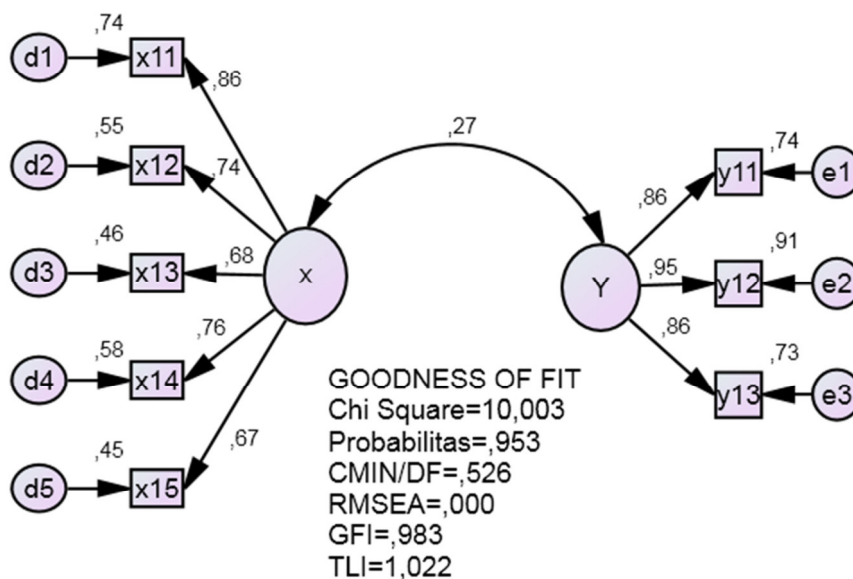 ,74
d1
x11
,86
,55
d2
x12
,74
,46
d3
x13
,68
x
,58
d4
x14
,76
,45
d5
x15
,67
,27
Y
,86
y11
,74
e1
,95
y12
,91
e2
,86
y13
,73
e3
GOODNESS OF FIT
Chi Square=10,003
Probabilitas=,953
CMIN/DF=,526
RMSEA=,000
GFI=,983
TLI=1,022